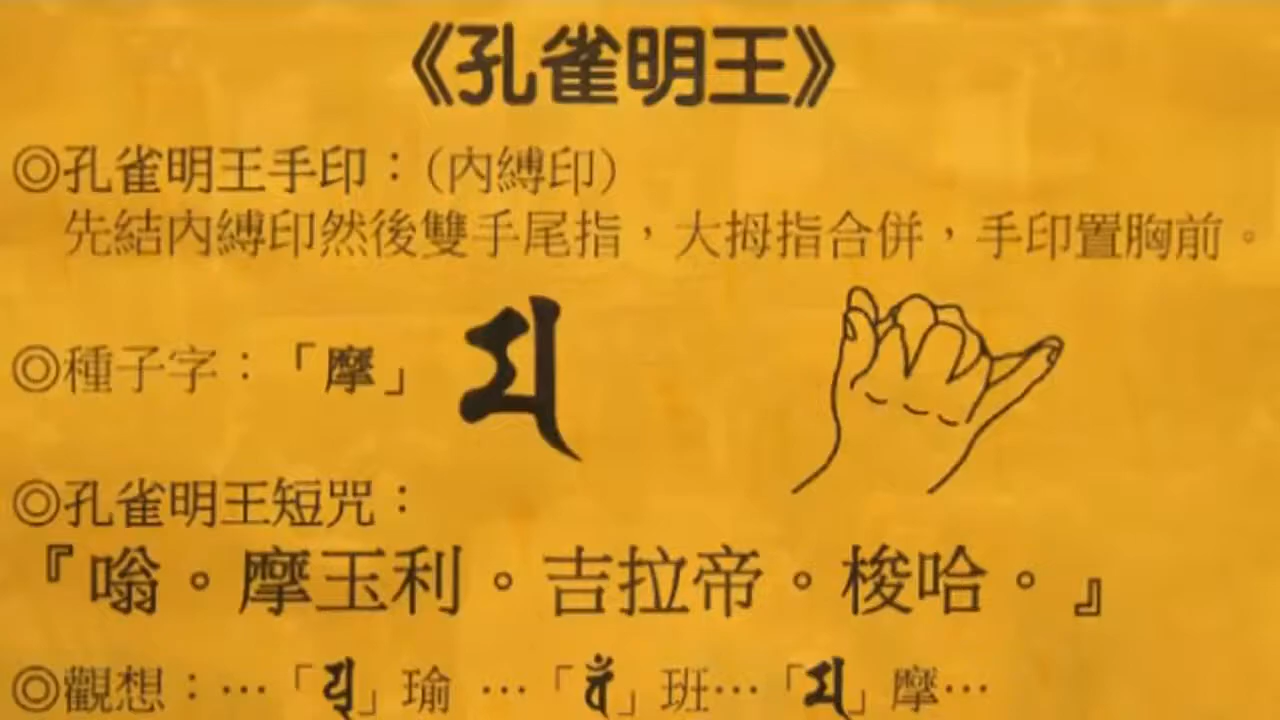 《孔雀明王》
◎孔雀明王手印：(內縛印)
先結內縛印然後雙手尾指，大拇指合併，手印置胸前。
◎種子字：「摩」 𑖦
◎孔雀明王短咒：
『嗡。摩玉利。吉拉帝。梭哈。』
◎觀想：…「」瑜 …「」班…「𑖦」摩…